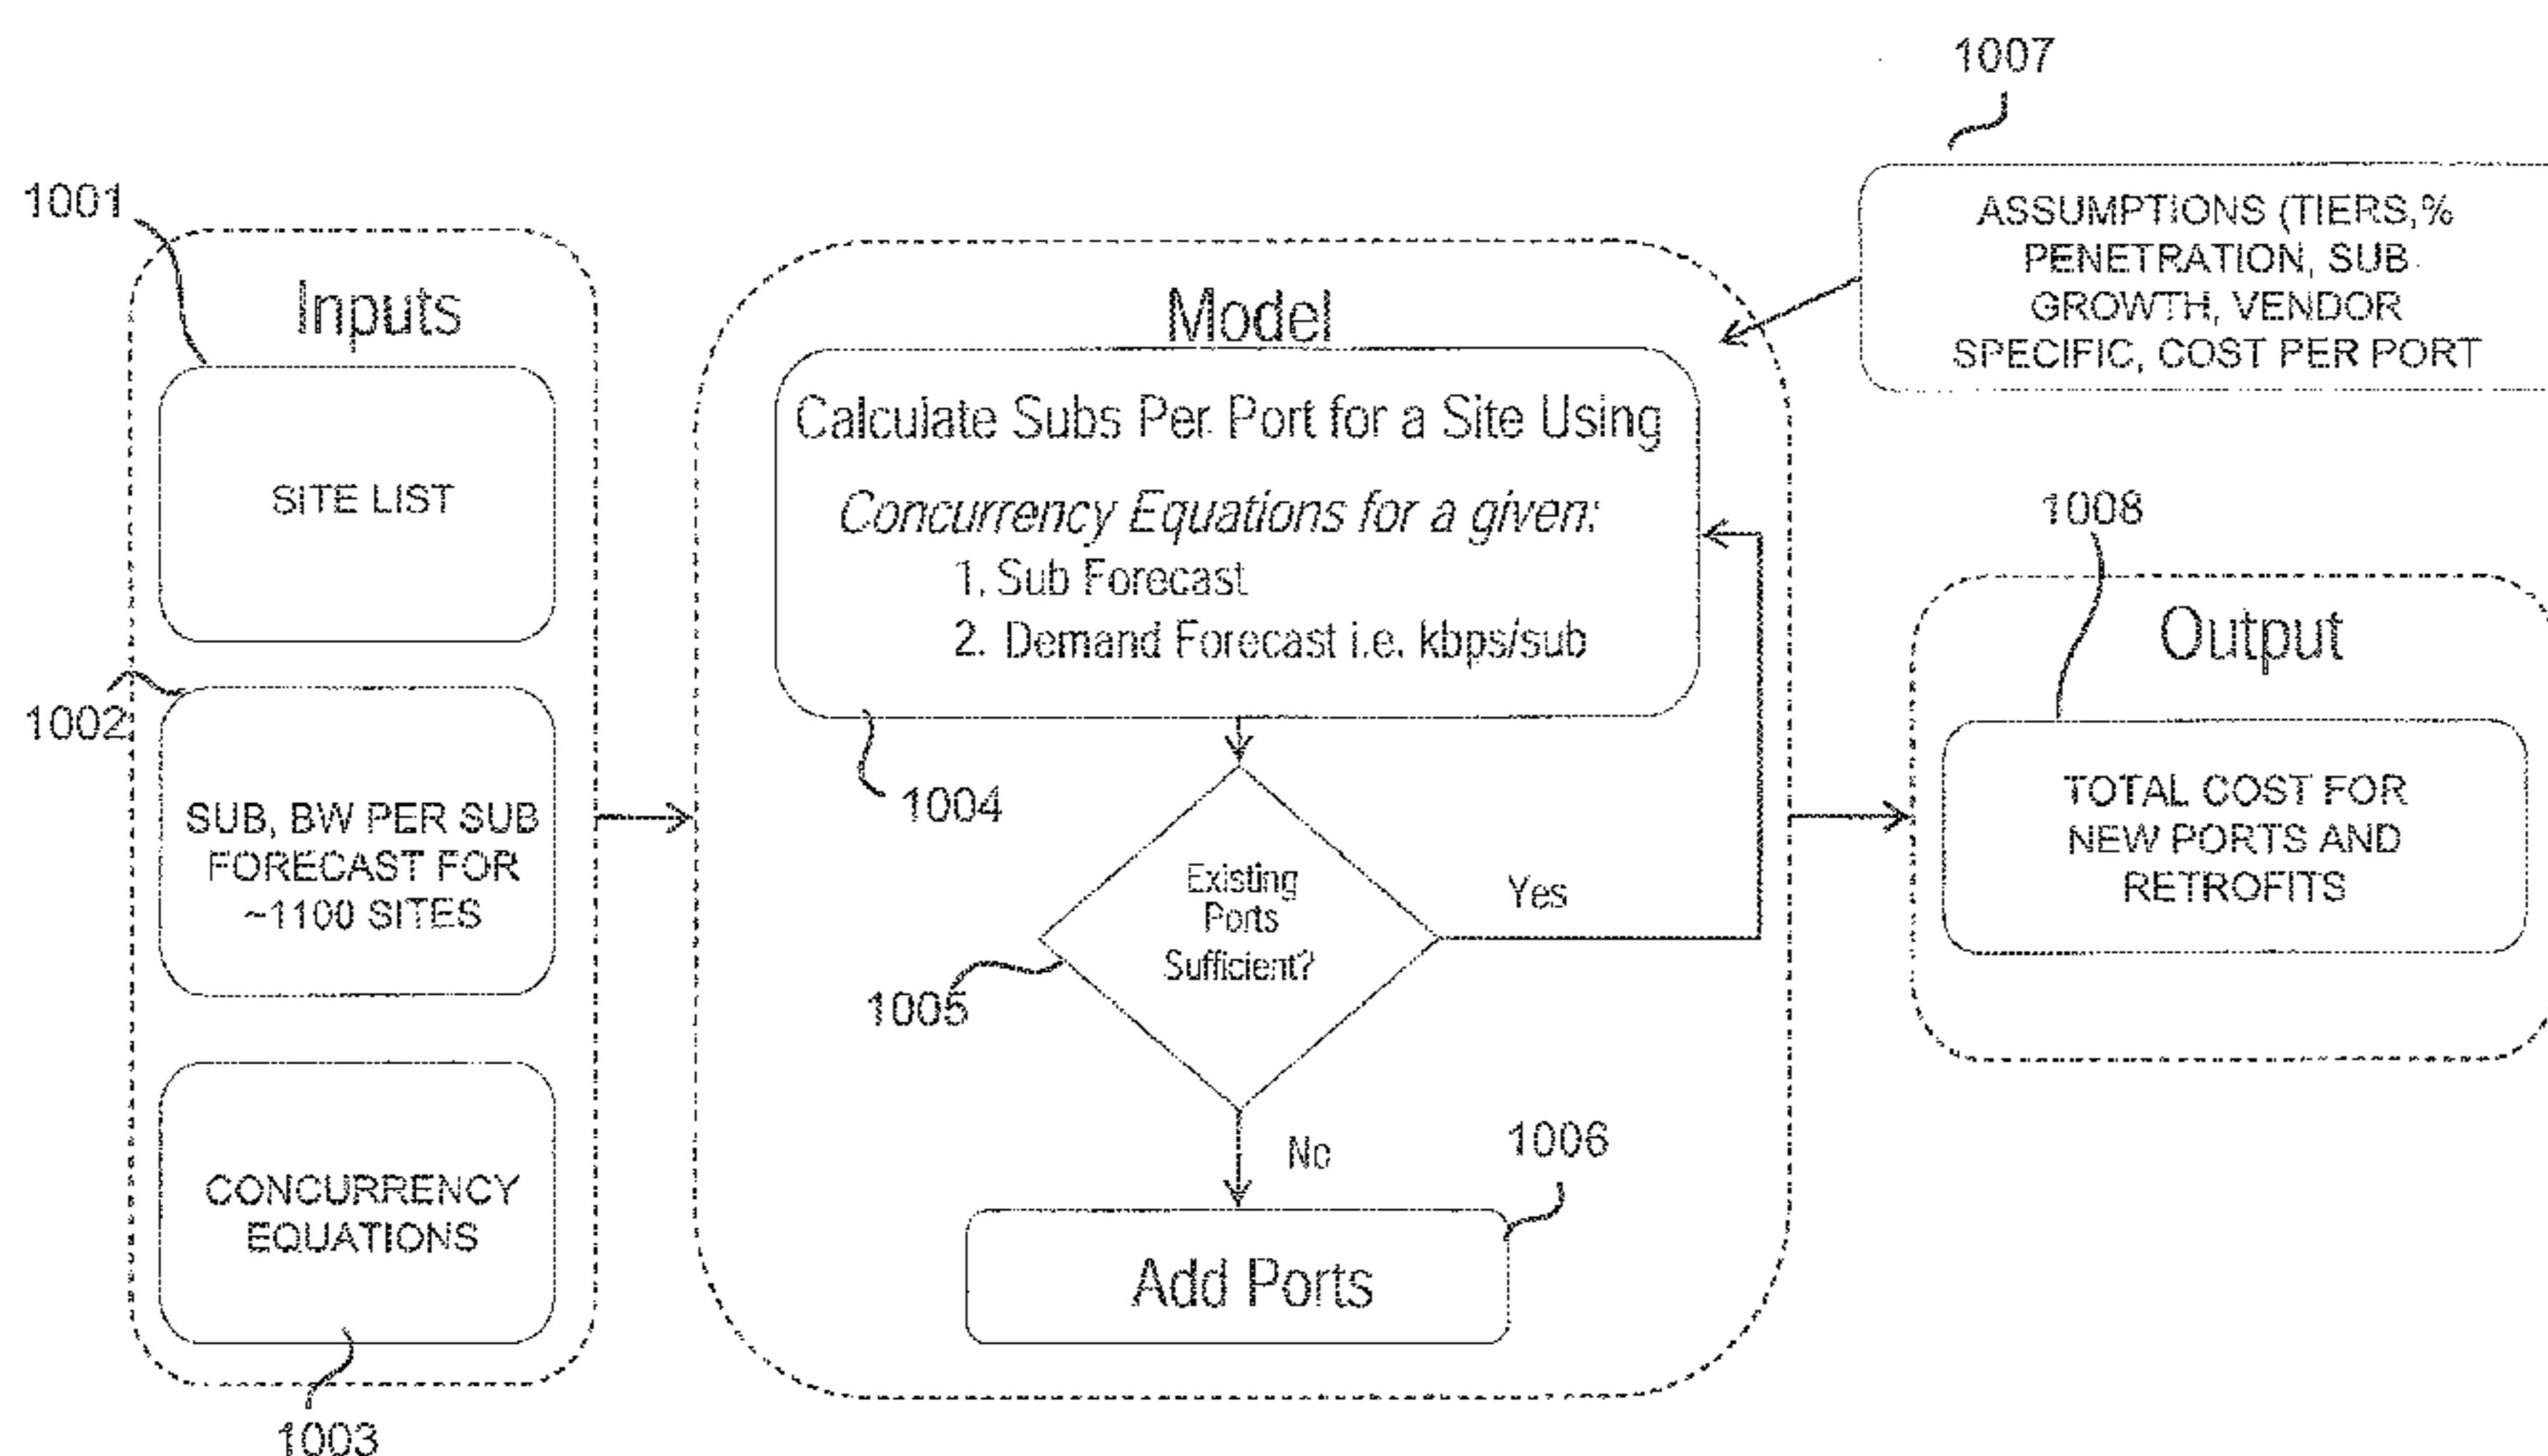 1001
Inputs
SITE LIST
1002
SUB, BW PER SUB
FORECAST FOR
~1100 SITES
CONCURRENCY
EQUATIONS
1003
Model
Calculate Subs Per Port for a Site Using
Concurrency Equations for a given:
1. Sub Forecast
2. Demand Forecast i.e. kbps/sub
1004
Existing
Ports
Sufficient?
Yes
1005
No
1006
Add Ports
1007
ASSUMPTIONS (TIERS,%
PENETRATION, SUB
GROWTH, VENDOR
SPECIFIC, COST PER PORT
1008
Output
TOTAL COST FOR
NEW PORTS AND
RETROFITS